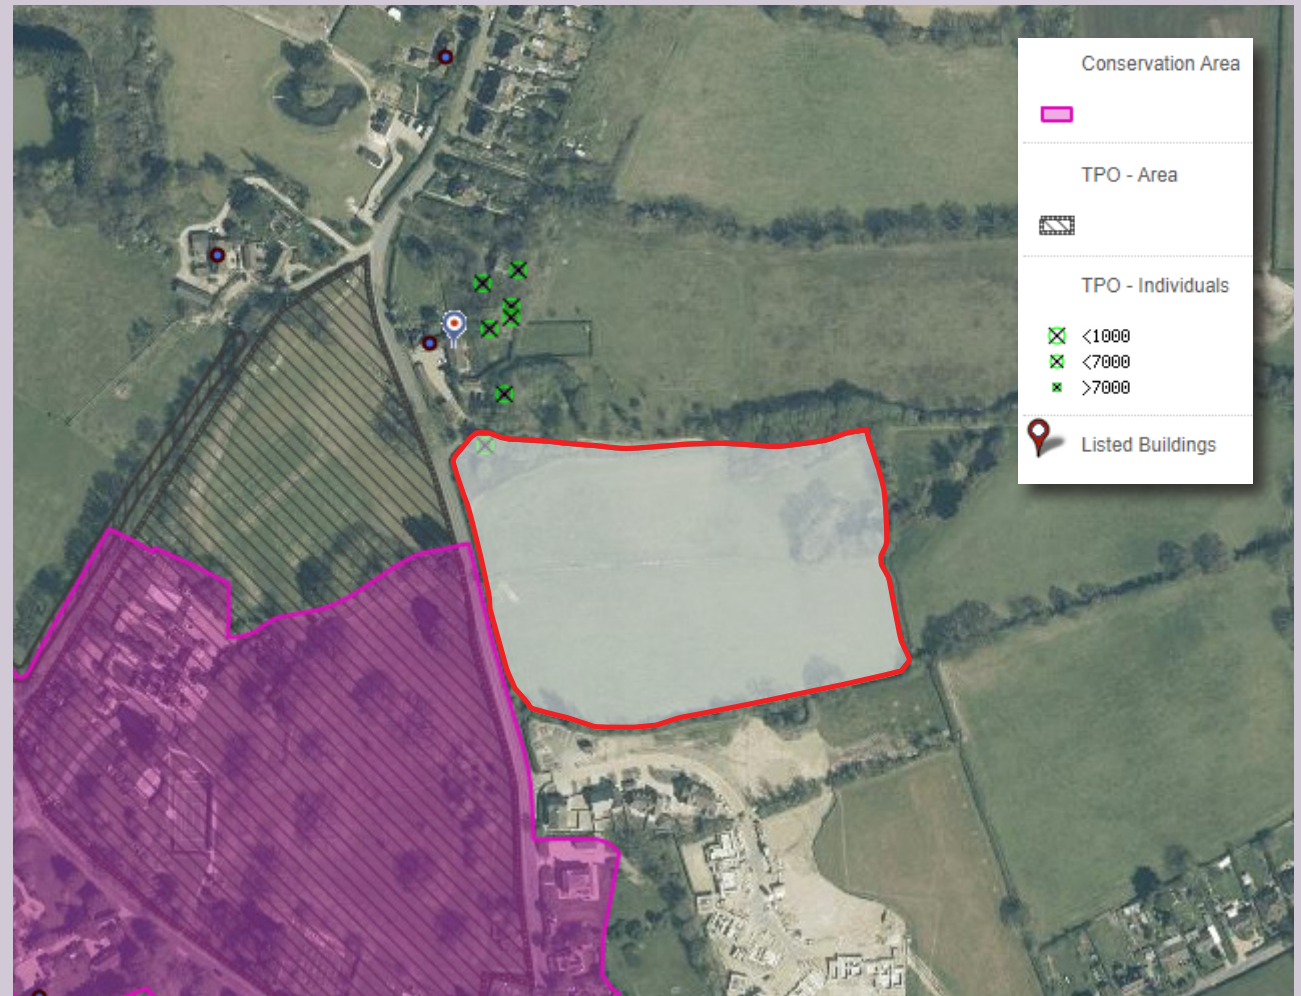 Conservation Area
TPO - Area
TPO - Individuals
<1000
<7000
>7000
Listed Buildings